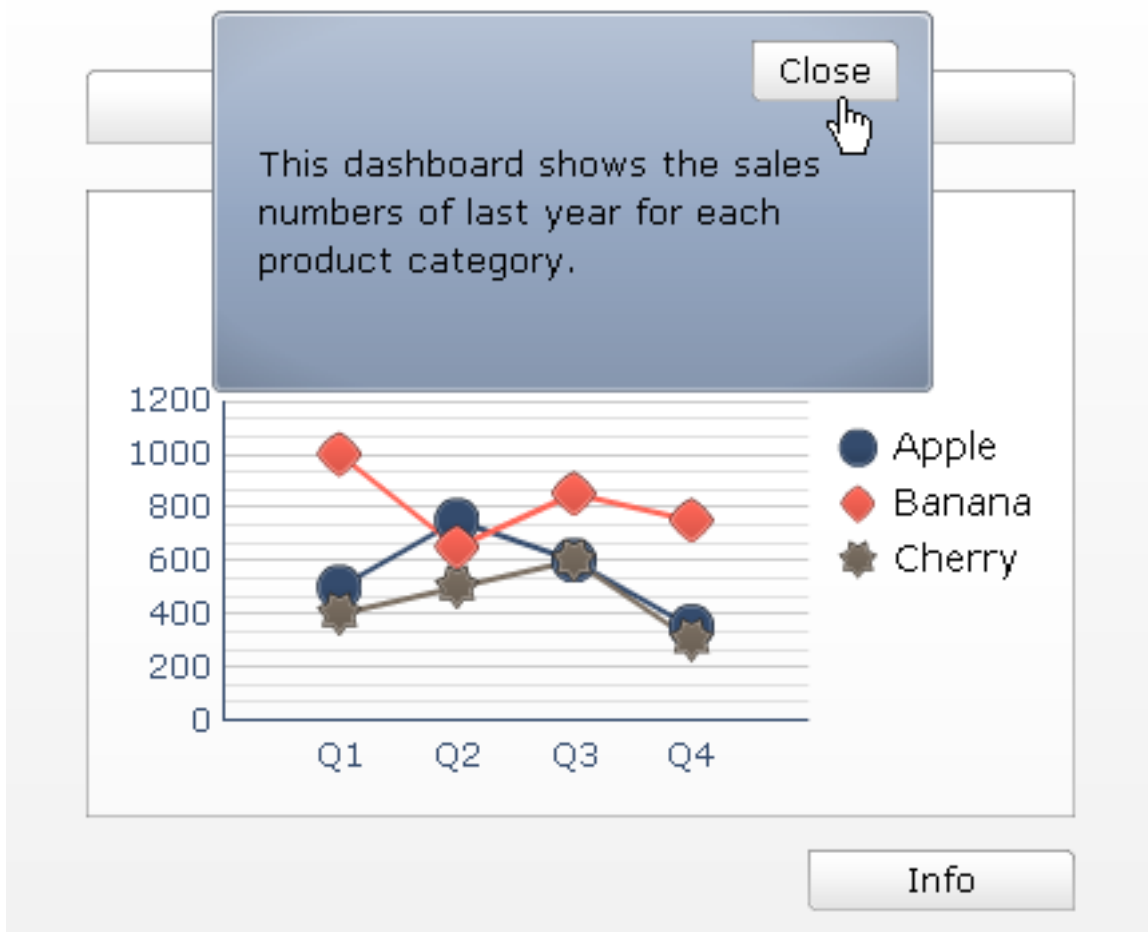 Close
This dashboard shows the sales
numbers of last year for each
product category.
1200
1000
800
600
400
200
0
Q1 Q2 Q3 Q4
Apple
Banana
Cherry
Info